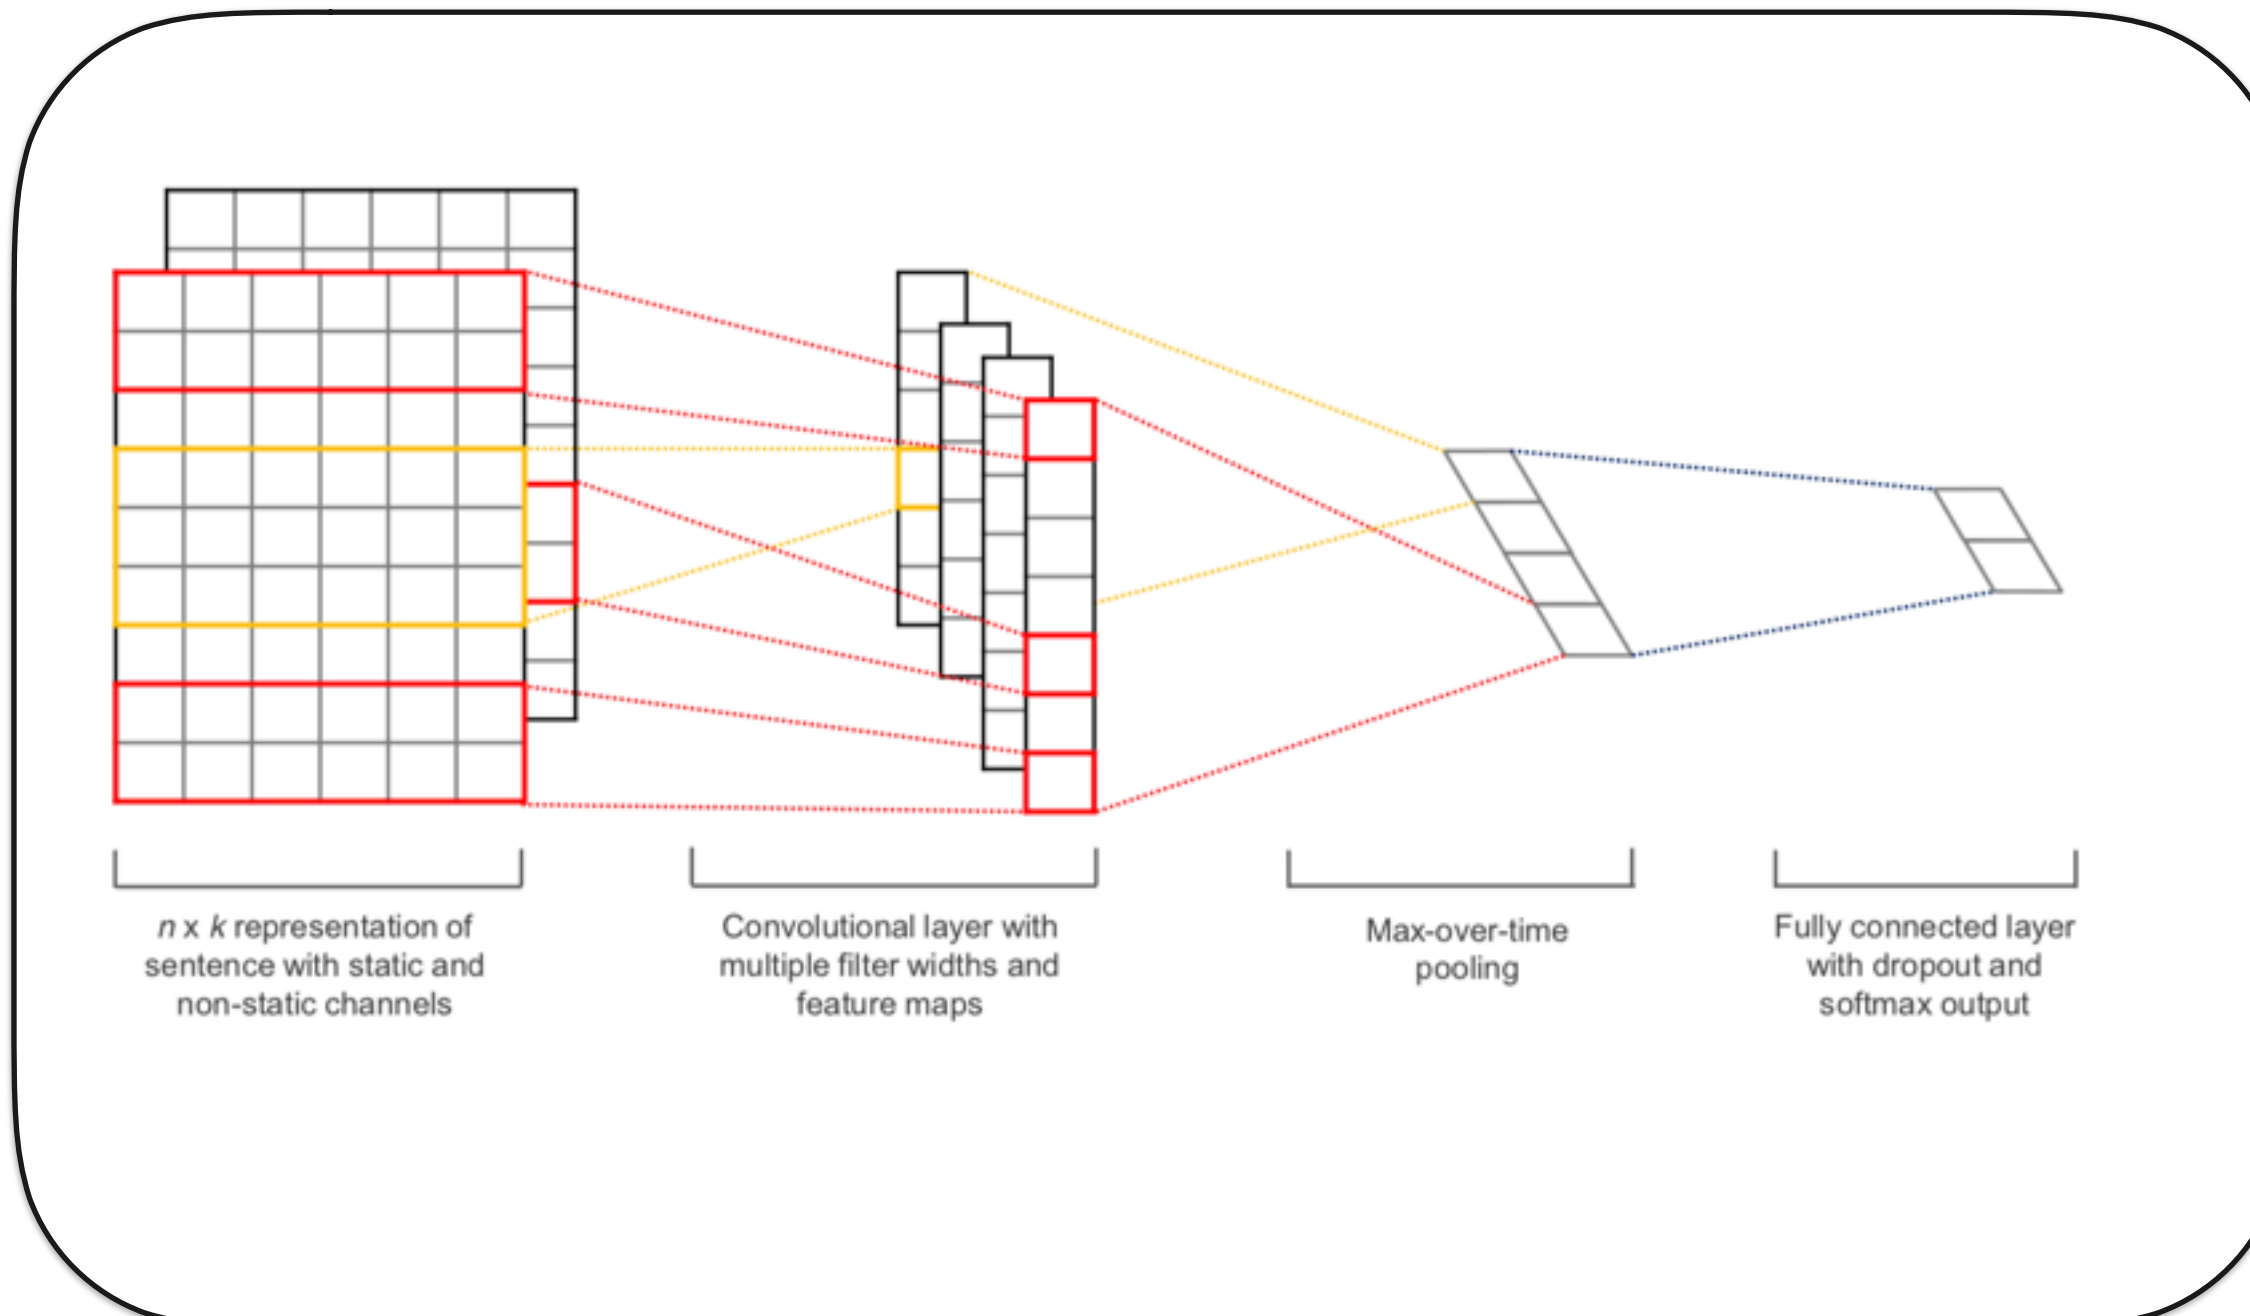 n x k representation of
sentence with static and
non-static channels
Convolutional layer with
multiple filter widths and
feature maps
Max-over-time
pooling
Fully connected layer
with dropout and
softmax output